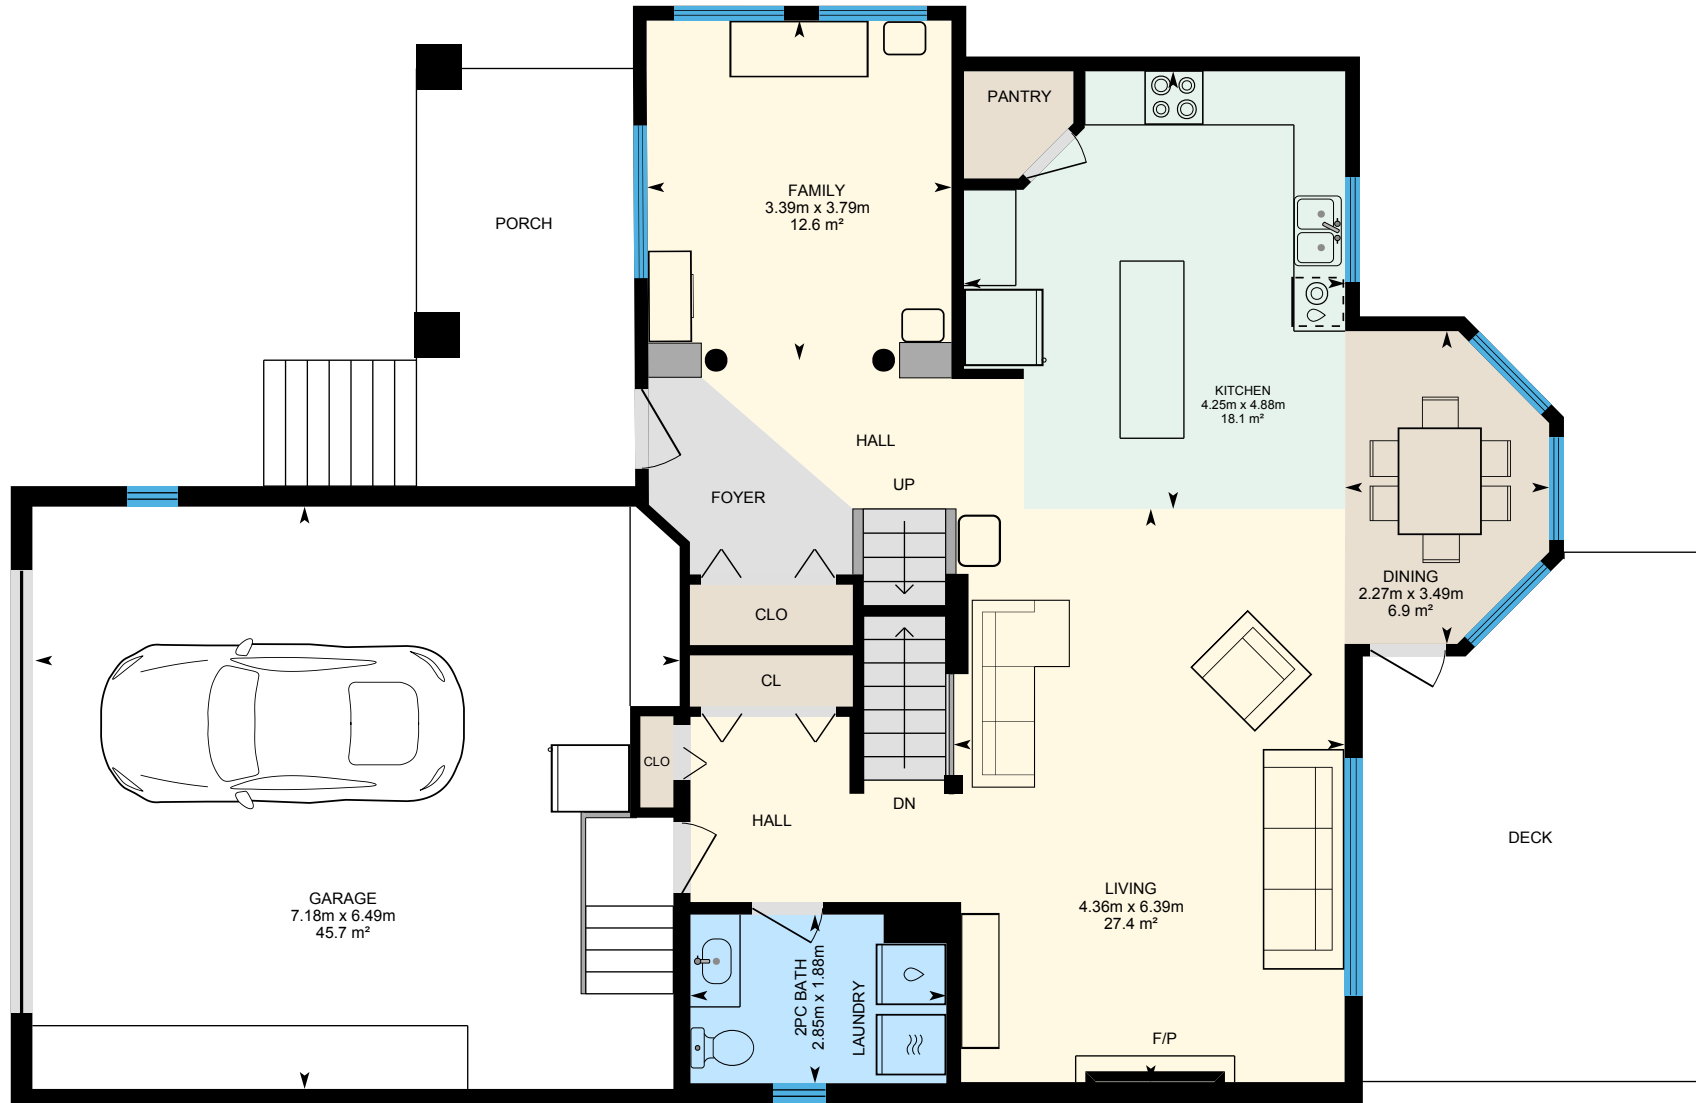 PANTRY
FAMILY
3.39m x 3.79m
12.6 m²
PORCH
KITCHEN
4.25m x 4.88m
18.1 m²
HALL
UP
FOYER
DINING
2.27m x 3.49m
6.9 m²
CLO
CL
CLO
DN
HALL
DECK
GARAGE
7.18m x 6.49m
45.7 m²
LIVING
4.36m x 6.39m
27.4 m²
2PC BATH
2.85m x 1.88m
LAUNDRY
F/P